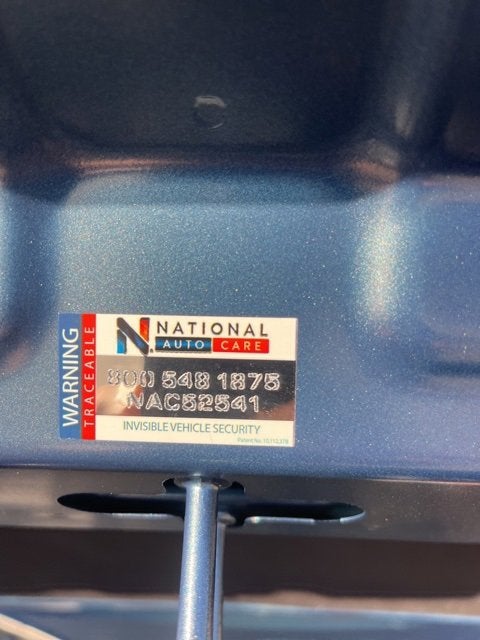 WARNING
TRACEABLE
N. NATIONAL
AUTO CARE
800 548 1875
NAC52541
INVISIBLE VEHICLE SECURITY
Patent No. 10,112,378